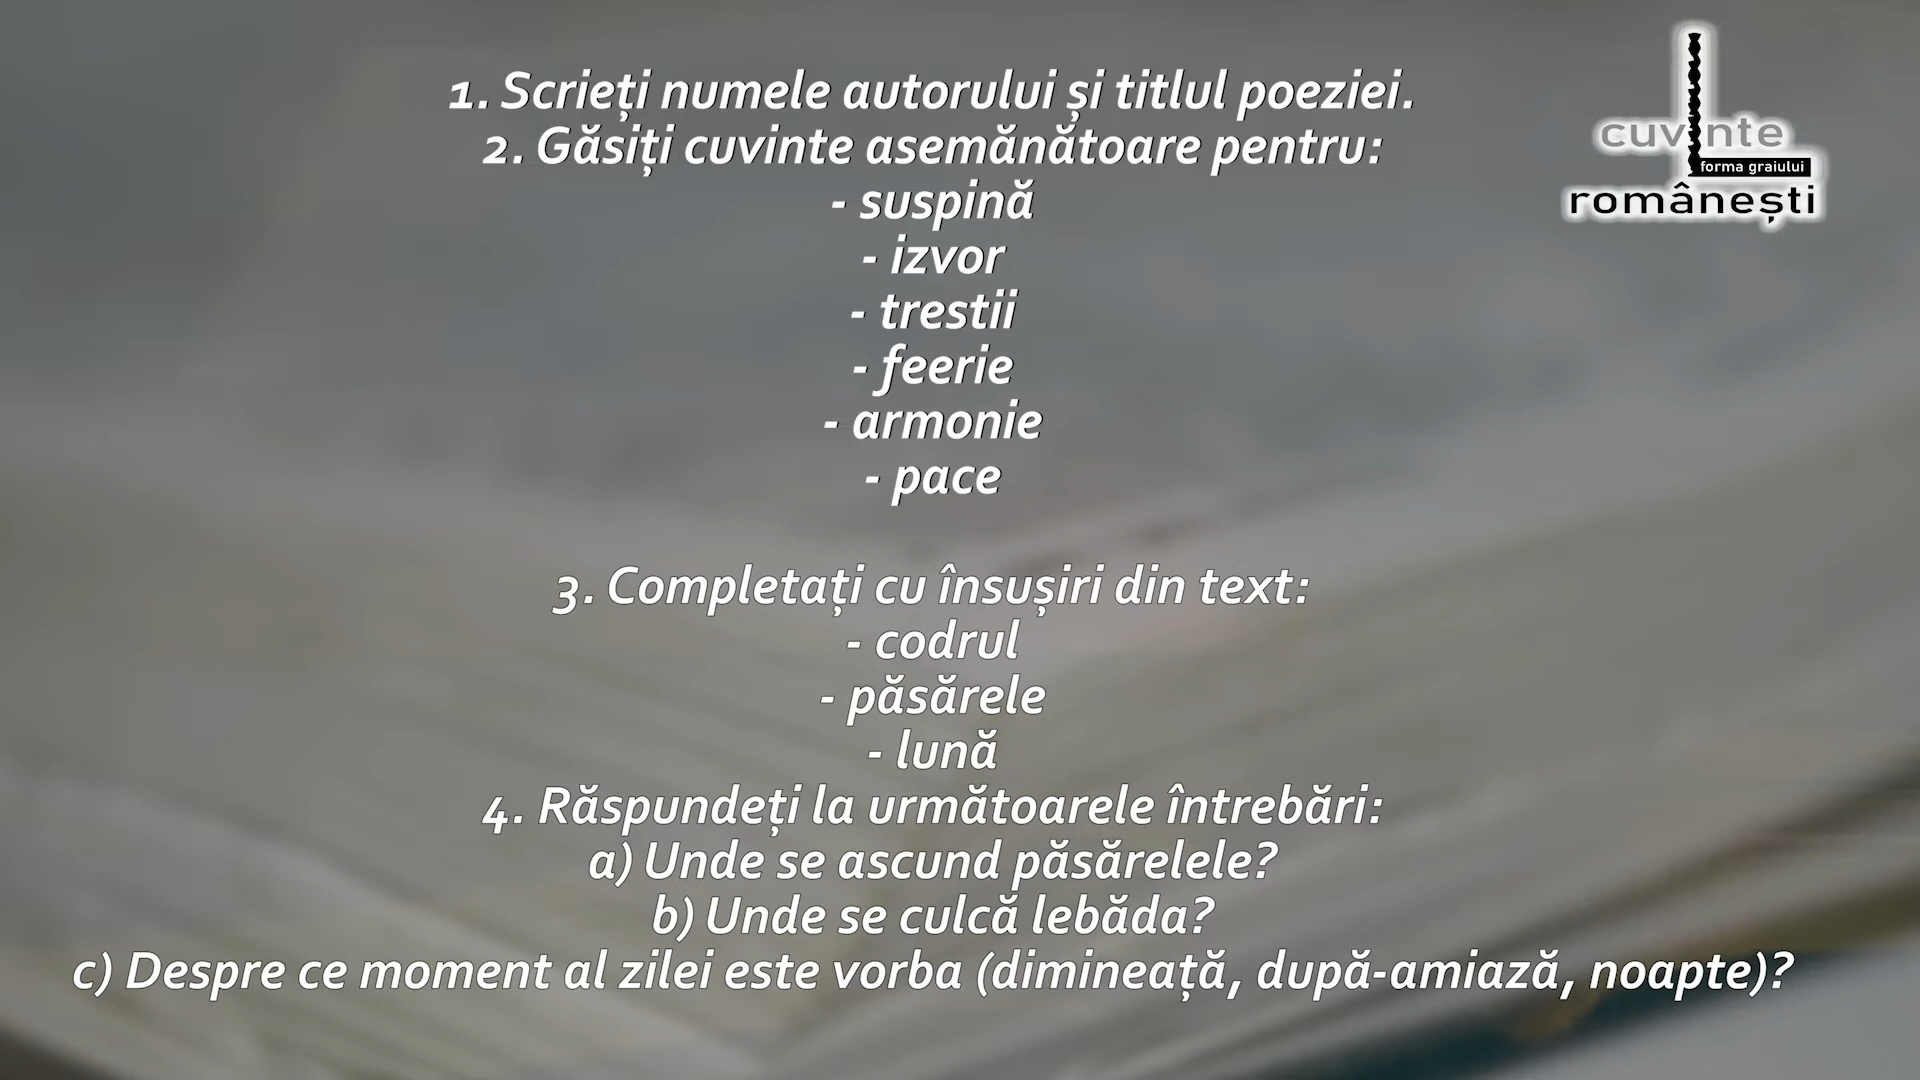 1. Scrieți numele autorului și titlul poeziei.
2. Găsiți cuvinte asemănătoare pentru:
- suspină
- izvor
- trestii
- feerie
- armonie
- pace
3. Completați cu însușiri din text:
- codrul
- păsărele
- lună
4. Răspundeți la următoarele întrebări:
a) Unde se ascund păsărelele?
b) Unde se culcă lebăda?
c) Despre ce moment al zilei este vorba (dimineață, după-amiază, noapte)?
cuvinte
forma graiului
românești